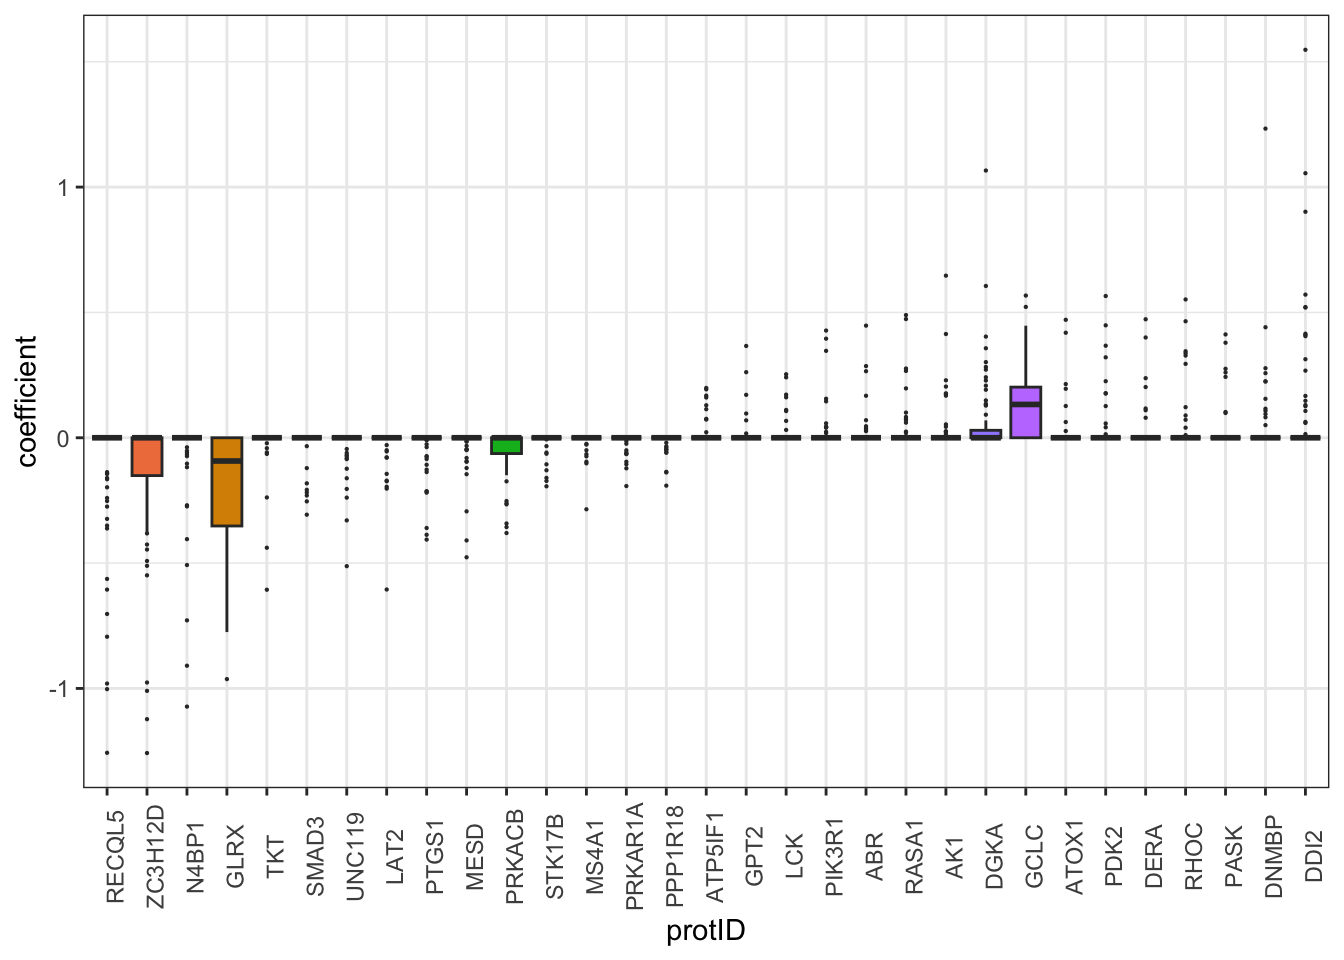 coefficient
1
0
-1
RECQL5
ZC3H12D
N4BP1
GLRX
TKT
SMAD3
UNC119
LAT2
PTGS1
MESD
PRKACB
STK17B
MS4A1
PRKAR1A
PPP1R18
ATP5IF1
GPT2
LCK
PIK3R1
ABR
RASA1
AK1
DGKA
GCLC
ATOX1
PDK2
DERA
RHOC
PASK
DNMBP
DDI2
protID